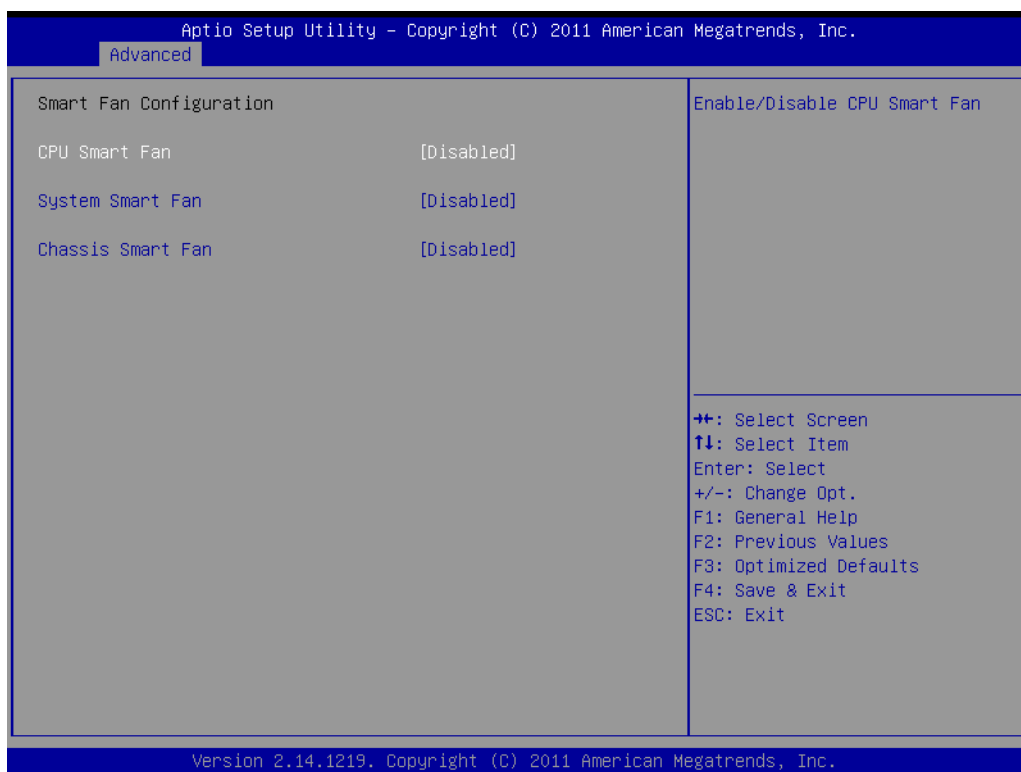 Aptio Setup Utility – Copyright (C) 2011 American Megatrends, Inc.
Advanced
Smart Fan Configuration
CPU Smart Fan [Disabled]
System Smart Fan [Disabled]
Chassis Smart Fan [Disabled]
Enable/Disable CPU Smart Fan
→←: Select Screen
↑↓: Select Item
Enter: Select
+/-: Change Opt.
F1: General Help
F2: Previous Values
F3: Optimized Defaults
F4: Save & Exit
ESC: Exit
Version 2.14.1219. Copyright (C) 2011 American Megatrends, Inc.